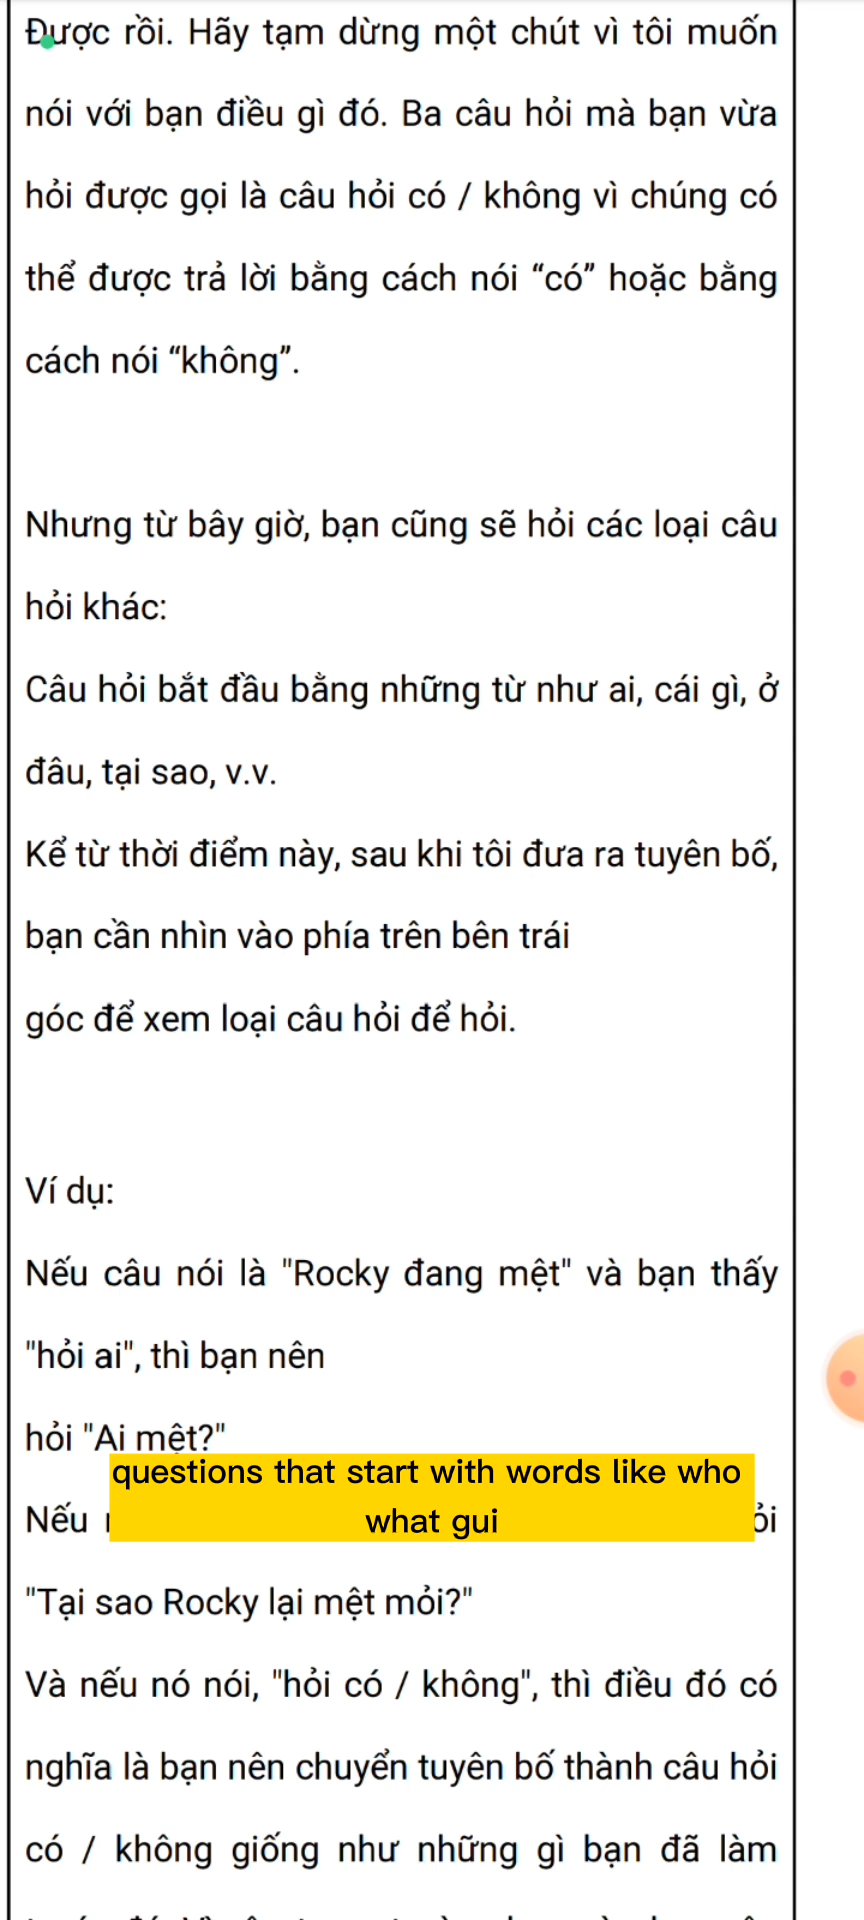 Được rồi. Hãy tạm dừng một chút vì tôi muốn
nói với bạn điều gì đó. Ba câu hỏi mà bạn vừa
hỏi được gọi là câu hỏi có / không vì chúng có
thể được trả lời bằng cách nói “có” hoặc bằng
cách nói “không”.
Nhưng từ bây giờ, bạn cũng sẽ hỏi các loại câu
hỏi khác:
Câu hỏi bắt đầu bằng những từ như ai, cái gì, ở
đâu, tại sao, v.v.
Kể từ thời điểm này, sau khi tôi đưa ra tuyên bố,
bạn cần nhìn vào phía trên bên trái
góc để xem loại câu hỏi để hỏi.
Ví dụ:
Nếu câu nói là "Rocky đang mệt" và bạn thấy
"hỏi ai", thì bạn nên
hỏi "Ai mệt?"
questions that start with words like who
what gui
Nếu
"Tại sao Rocky lại mệt mỏi?"
Và nếu nó nói, "hỏi có / không", thì điều đó có
nghĩa là bạn nên chuyển tuyên bố thành câu hỏi
có / không giống như những gì bạn đã làm